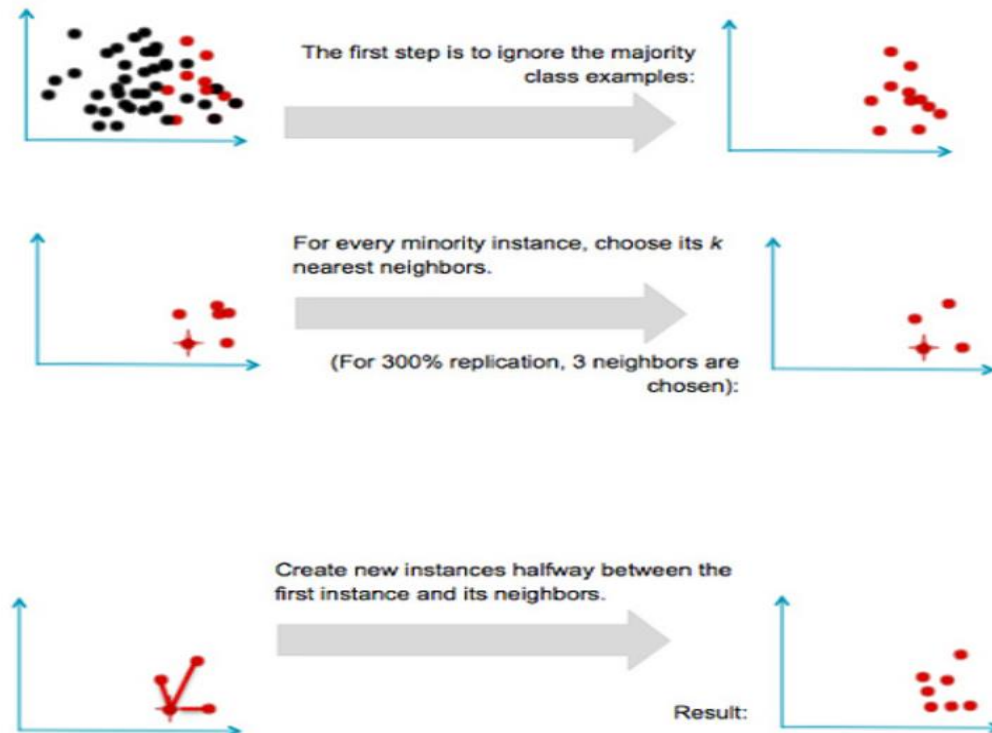 The first step is to ignore the majority
class examples:
For every minority instance, choose its k
nearest neighbors.
(For 300% replication, 3 neighbors are
chosen):
Create new instances halfway between the
first instance and its neighbors.
Result: